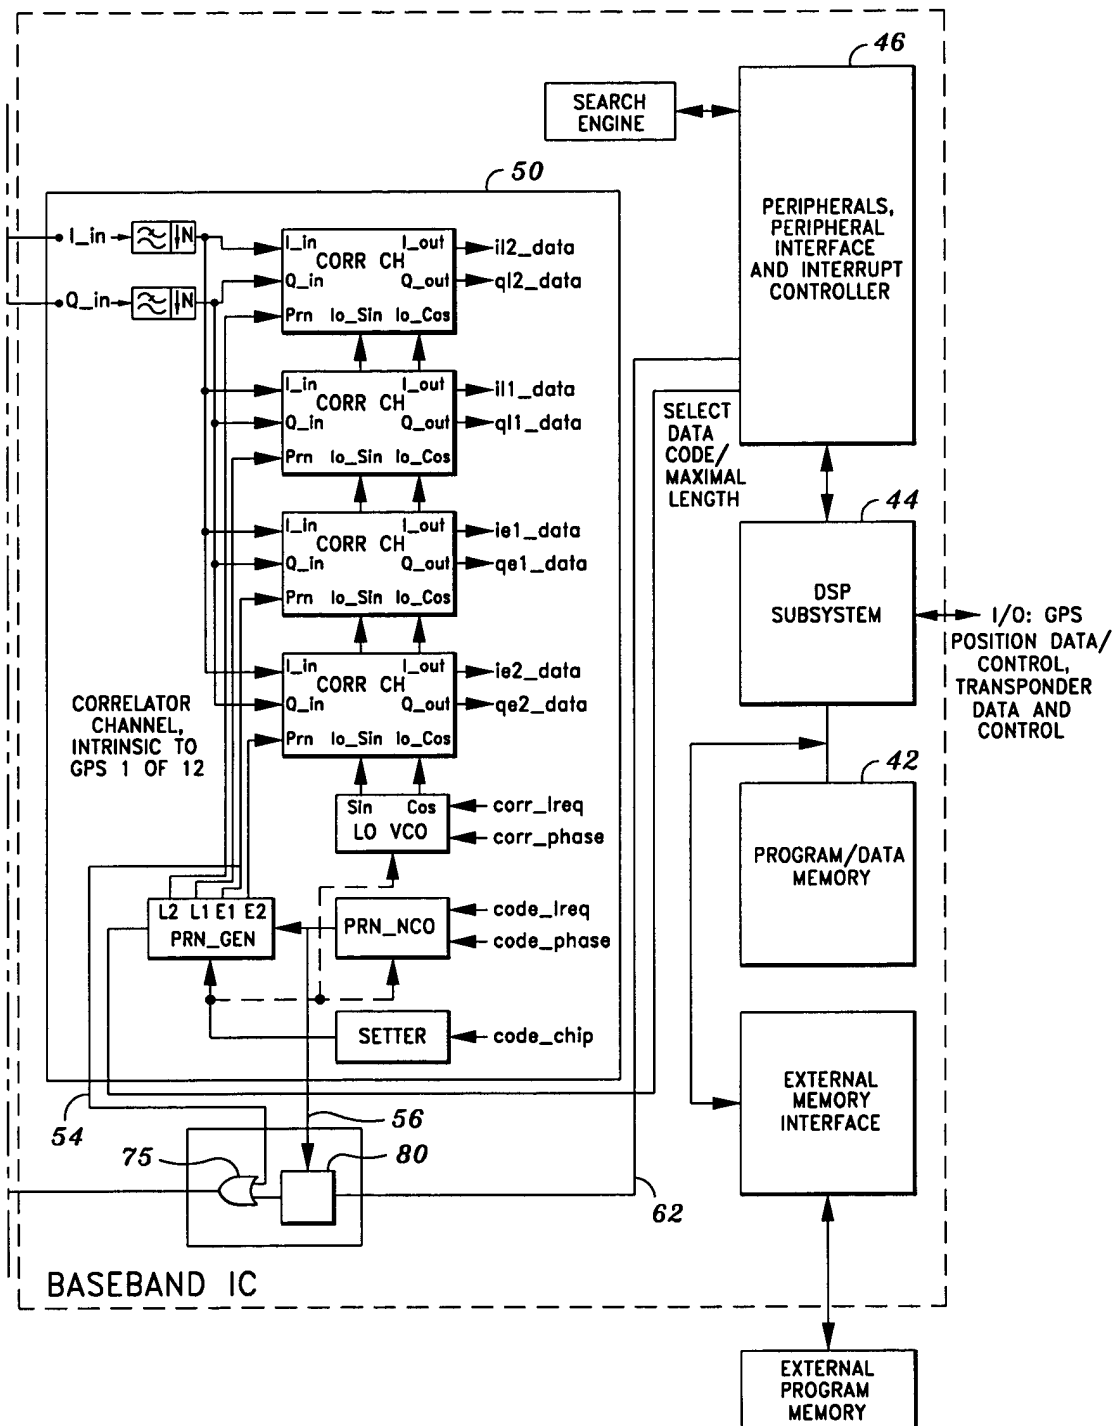 46
SEARCH
ENGINE
50
PERIPHERALS,
PERIPHERAL
INTERFACE
AND INTERRUPT
CONTROLLER
I_in
↓N
Q_in
↓N
I_in I_out
CORR CH
Q_in Q_out
Prn lo_Sin lo_Cos
il2_data
ql2_data
I_in I_out
CORR CH
Q_in Q_out
Prn lo_Sin lo_Cos
il1_data
ql1_data
SELECT
DATA
CODE/
MAXIMAL
LENGTH
44
I_in I_out
CORR CH
Q_in Q_out
Prn lo_Sin lo_Cos
ie1_data
qe1_data
DSP
SUBSYSTEM
I/O: GPS
POSITION DATA/
CONTROL,
TRANSPONDER
DATA AND
CONTROL
I_in I_out
CORR CH
Q_in Q_out
Prn lo_Sin lo_Cos
ie2_data
qe2_data
CORRELATOR
CHANNEL,
INTRINSIC TO
GPS 1 OF 12
42
Sin Cos
LO VCO
corr_lreq
corr_phase
PROGRAM/DATA
MEMORY
L2 L1 E1 E2
PRN_GEN
PRN_NCO
code_lreq
code_phase
SETTER
code_chip
EXTERNAL
MEMORY
INTERFACE
54
56
75
80
62
BASEBAND IC
EXTERNAL
PROGRAM
MEMORY